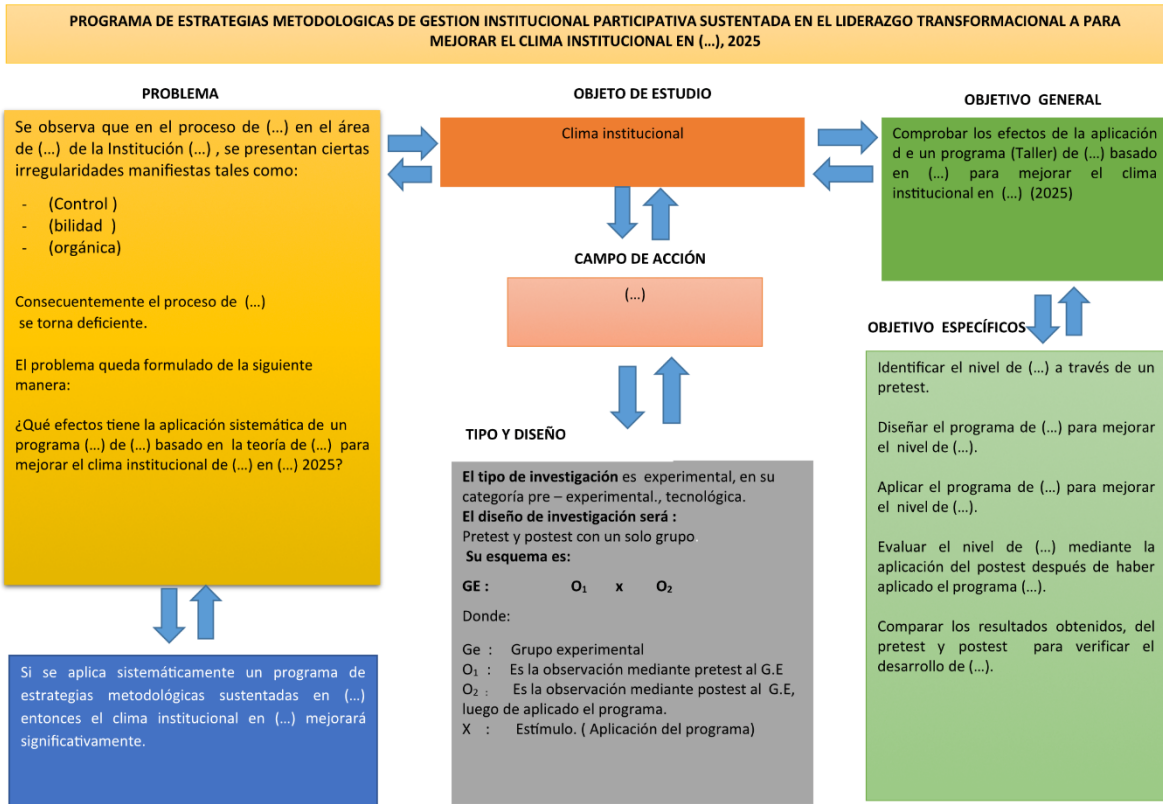 PROGRAMA DE ESTRATEGIAS METODOLOGICAS DE GESTION INSTITUCIONAL PARTICIPATIVA SUSTENTADA EN EL LIDERAZGO TRANSFORMACIONAL A PARA
MEJORAR EL CLIMA INSTITUCIONAL EN (...), 2025
PROBLEMA
Se observa que en el proceso de (...) en el área
de (...) de la Institución (...) , se presentan ciertas
irregularidades manifiestas tales como:
- (Control )
- (bilidad )
- (orgánica)
Consecuentemente el proceso de (...)
se torna deficiente.
El problema queda formulado de la siguiente
manera:
¿Qué efectos tiene la aplicación sistemática de un
programa (...) de (...) basado en la teoría de (...) para
mejorar el clima institucional de (...) en (...) 2025?
Si se aplica sistemáticamente un programa de
estrategias metodológicas sustentadas en (...)
entonces el clima institucional en (...) mejorará
significativamente.
OBJETO DE ESTUDIO
Clima institucional
CAMPO DE ACCIÓN
(...)
TIPO Y DISEÑO
El tipo de investigación es experimental, en su
categoría pre – experimental., tecnológica.
El diseño de investigación será :
Pretest y postest con un solo grupo.
Su esquema es:
GE : O₁ x O₂
Donde:
Ge : Grupo experimental
O₁ : Es la observación mediante pretest al G.E
O₂ : Es la observación mediante postest al G.E,
luego de aplicado el programa.
X : Estímulo. ( Aplicación del programa)
OBJETIVO GENERAL
Comprobar los efectos de la aplicación
d e un programa (Taller) de (...) basado
en (...) para mejorar el clima
institucional en (...) (2025)
OBJETIVO ESPECÍFICOS
Identificar el nivel de (...) a través de un
pretest.
Diseñar el programa de (...) para mejorar
el nivel de (...).
Aplicar el programa de (...) para mejorar
el nivel de (...).
Evaluar el nivel de (...) mediante la
aplicación del postest después de haber
aplicado el programa (...).
Comparar los resultados obtenidos, del
pretest y postest para verificar el
desarrollo de (...).